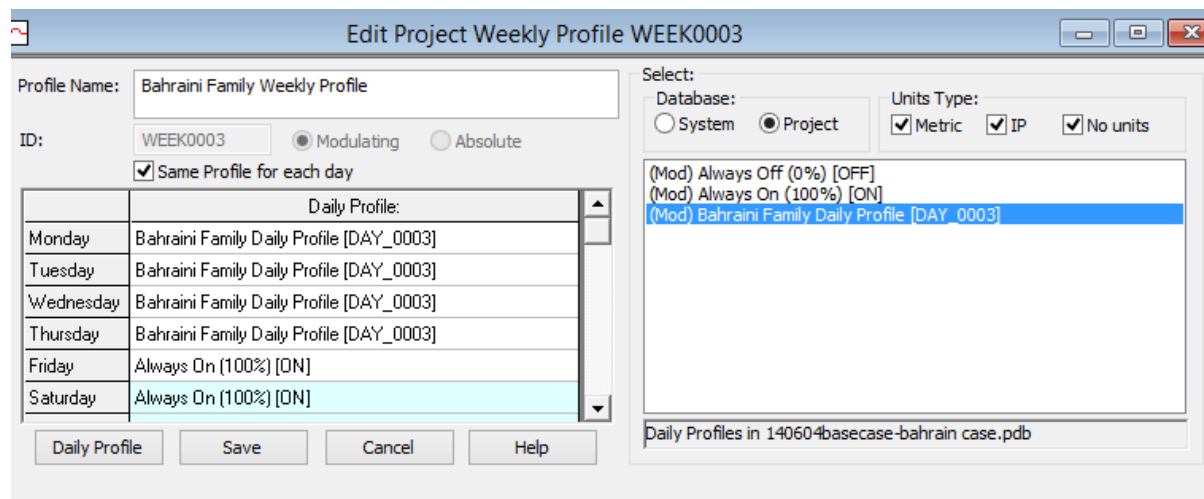 Edit Project Weekly Profile WEEK0003
Profile Name:
Bahraini Family Weekly Profile
ID:
WEEK0003
Modulating
Absolute
Same Profile for each day
Daily Profile:
Monday
Bahraini Family Daily Profile [DAY_0003]
Tuesday
Bahraini Family Daily Profile [DAY_0003]
Wednesday
Bahraini Family Daily Profile [DAY_0003]
Thursday
Bahraini Family Daily Profile [DAY_0003]
Friday
Always On (100%) [ON]
Saturday
Always On (100%) [ON]
Daily Profile
Save
Cancel
Help
Select:
Database:
System
Project
Units Type:
Metric
IP
No units
(Mod) Always Off (0%) [OFF]
(Mod) Always On (100%) [ON]
(Mod) Bahraini Family Daily Profile [DAY_0003]
Daily Profiles in 140604basecase-bahrain case.pdb